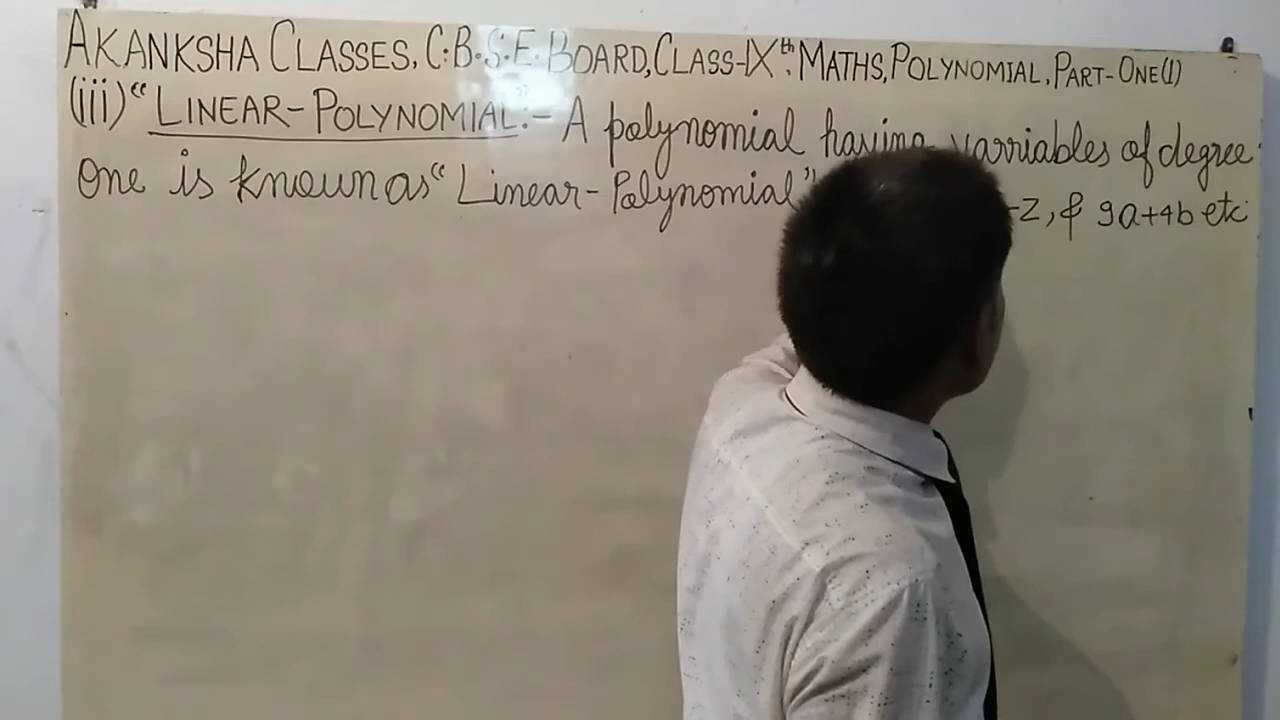 AKANKSHA CLASSES, C.B.S.E. BOARD, CLASS-IXth. MATHS, POLYNOMIAL, PART-ONE(1)
(iii) "LINEAR-POLYNOMIAL":- A polynomial having varriables of degree
One is known as "Linear-Polynomial" -z, & 9a+4b etc